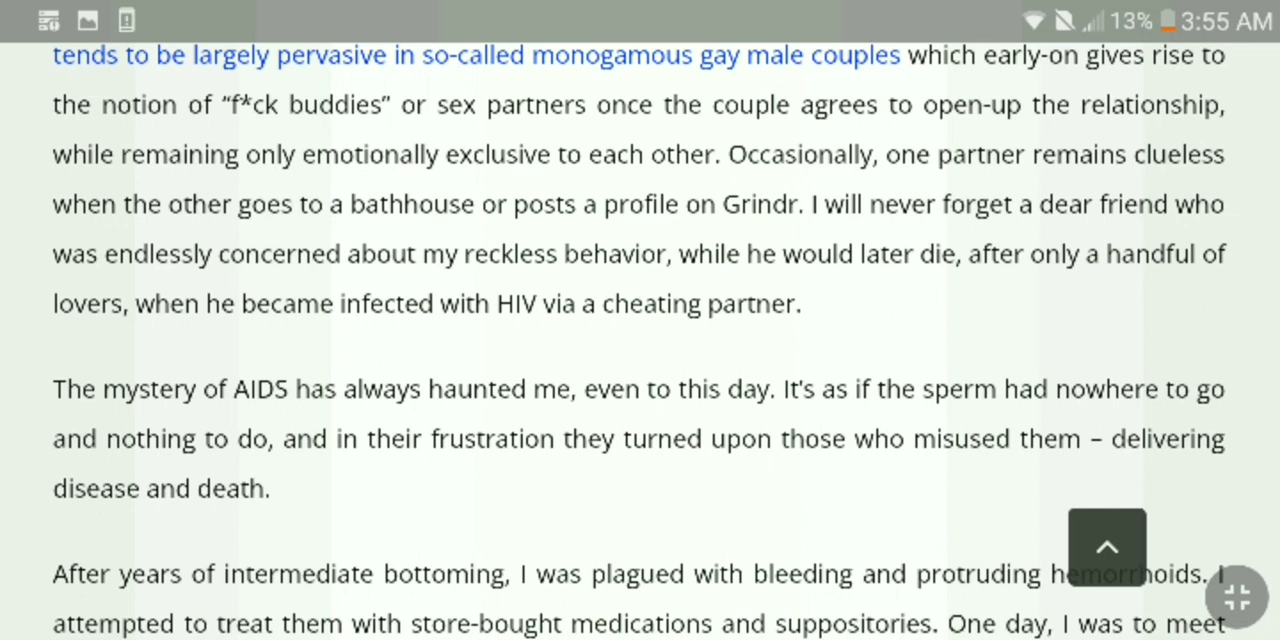 13% 3:55 AM
tends to be largely pervasive in so-called monogamous gay male couples which early-on gives rise to
the notion of “f*ck buddies” or sex partners once the couple agrees to open-up the relationship,
while remaining only emotionally exclusive to each other. Occasionally, one partner remains clueless
when the other goes to a bathhouse or posts a profile on Grindr. I will never forget a dear friend who
was endlessly concerned about my reckless behavior, while he would later die, after only a handful of
lovers, when he became infected with HIV via a cheating partner.
The mystery of AIDS has always haunted me, even to this day. It's as if the sperm had nowhere to go
and nothing to do, and in their frustration they turned upon those who misused them – delivering
disease and death.
After years of intermediate bottoming, I was plagued with bleeding and protruding hemorrhoids. I
attempted to treat them with store-bought medications and suppositories. One day, I was to meet